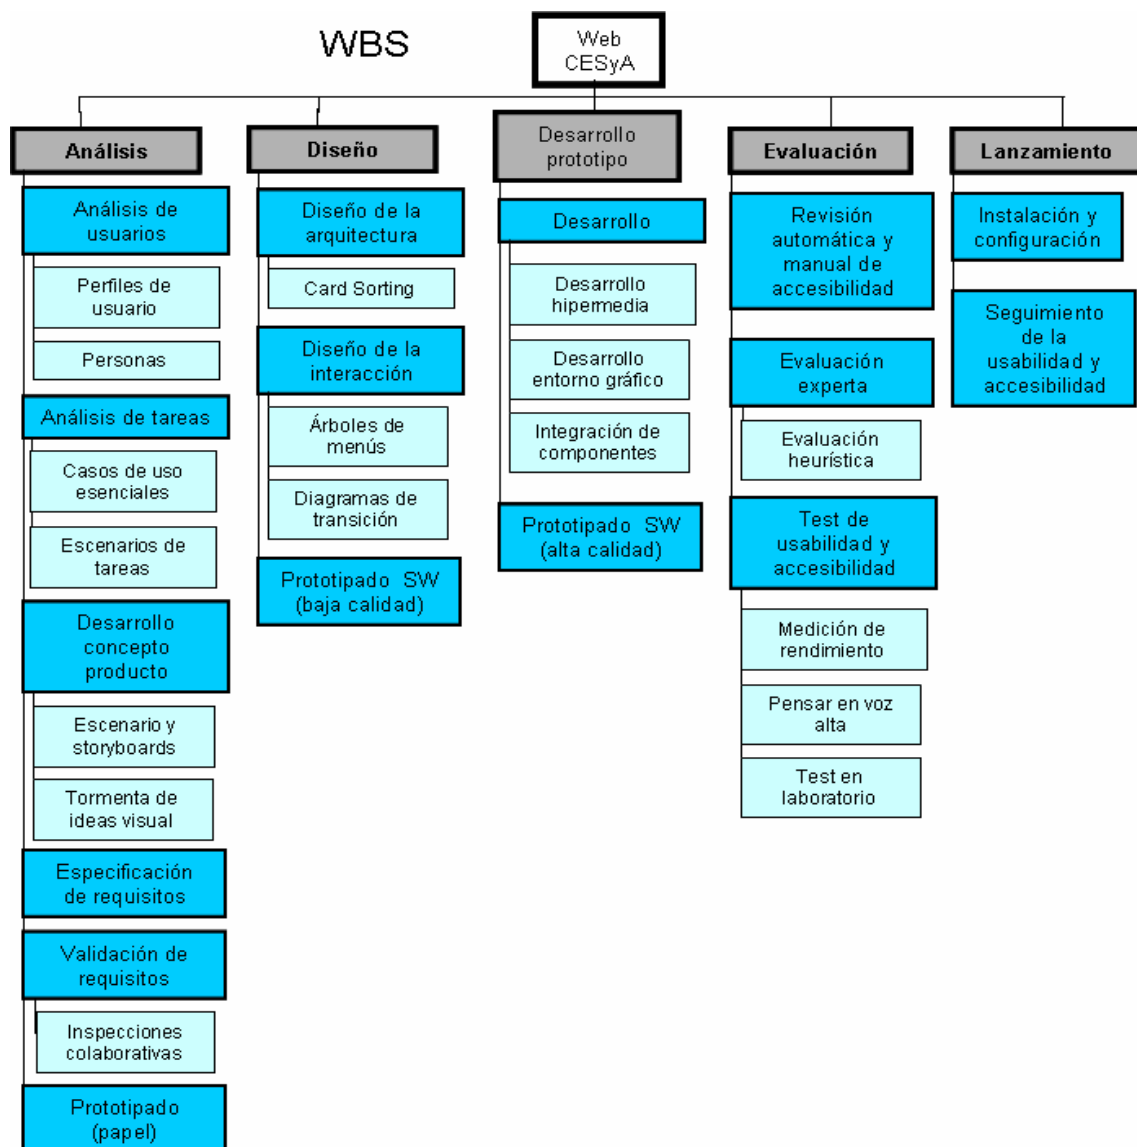 WBS
Web
CESyA
Análisis
Análisis de
usuarios
Perfiles de
usuario
Personas
Análisis de tareas
Casos de uso
esenciales
Escenarios de
tareas
Desarrollo
concepto
producto
Escenario y
storyboards
Tormenta de
ideas visual
Especificación
de requisitos
Validación de
requisitos
Inspecciones
colaborativas
Prototipado
(papel)
Diseño
Diseño de la
arquitectura
Card Sorting
Diseño de la
interacción
Árboles de
menús
Diagramas de
transición
Prototipado SW
(baja calidad)
Desarrollo
prototipo
Desarrollo
Desarrollo
hipermedia
Desarrollo
entorno gráfico
Integración de
componentes
Prototipado SW
(alta calidad)
Evaluación
Revisión
automática y
manual de
accesibilidad
Evaluación
experta
Evaluación
heurística
Test de
usabilidad y
accesibilidad
Medición de
rendimiento
Pensar en voz
alta
Test en
laboratorio
Lanzamiento
Instalación y
configuración
Seguimiento
de la
usabilidad y
accesibilidad